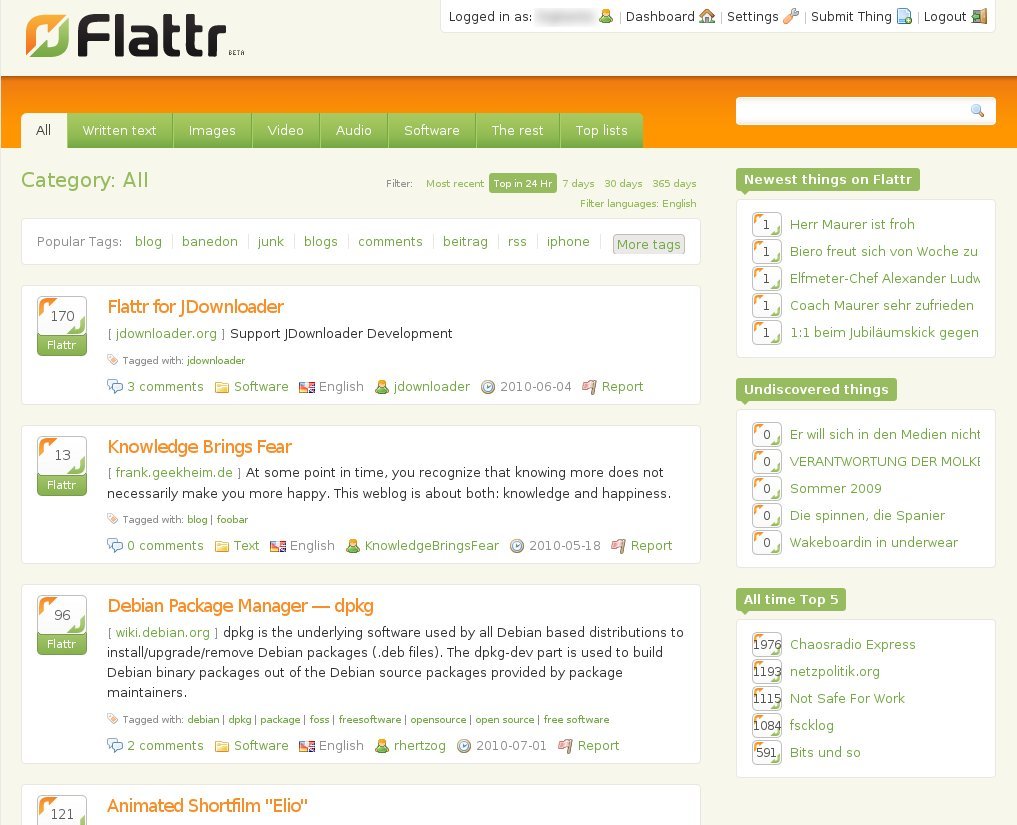 Flattr BETA
Logged in as: | Dashboard | Settings | Submit Thing | Logout
All Written text Images Video Audio Software The rest Top lists
Category: All
Filter: Most recent Top in 24 Hr 7 days 30 days 365 days
Filter languages: English
Popular Tags: blog banedon junk blogs comments beitrag rss iphone More tags
170
Flattr
Flattr for JDownloader
[ jdownloader.org ] Support JDownloader Development
Tagged with: jdownloader
3 comments Software English jdownloader 2010-06-04 Report
13
Flattr
Knowledge Brings Fear
[ frank.geekheim.de ] At some point in time, you recognize that knowing more does not
necessarily make you more happy. This weblog is about both: knowledge and happiness.
Tagged with: blog | foobar
0 comments Text English KnowledgeBringsFear 2010-05-18 Report
96
Flattr
Debian Package Manager — dpkg
[ wiki.debian.org ] dpkg is the underlying software used by all Debian based distributions to
install/upgrade/remove Debian packages (.deb files). The dpkg-dev part is used to build
Debian binary packages out of the Debian source packages provided by package
maintainers.
Tagged with: debian | dpkg | package | foss | freesoftware | opensource | open source | free software
2 comments Software English rhertzog 2010-07-01 Report
121
Animated Shortfilm "Elio"
Newest things on Flattr
1 Herr Maurer ist froh
1 Biero freut sich von Woche zu
1 Elfmeter-Chef Alexander Ludw
1 Coach Maurer sehr zufrieden
1 1:1 beim Jubiläumskick gegen
Undiscovered things
0 Er will sich in den Medien nicht
0 VERANTWORTUNG DER MOLKE
0 Sommer 2009
0 Die spinnen, die Spanier
0 Wakeboardin in underwear
All time Top 5
1976 Chaosradio Express
1193 netzpolitik.org
1115 Not Safe For Work
1084 fscklog
591 Bits und so